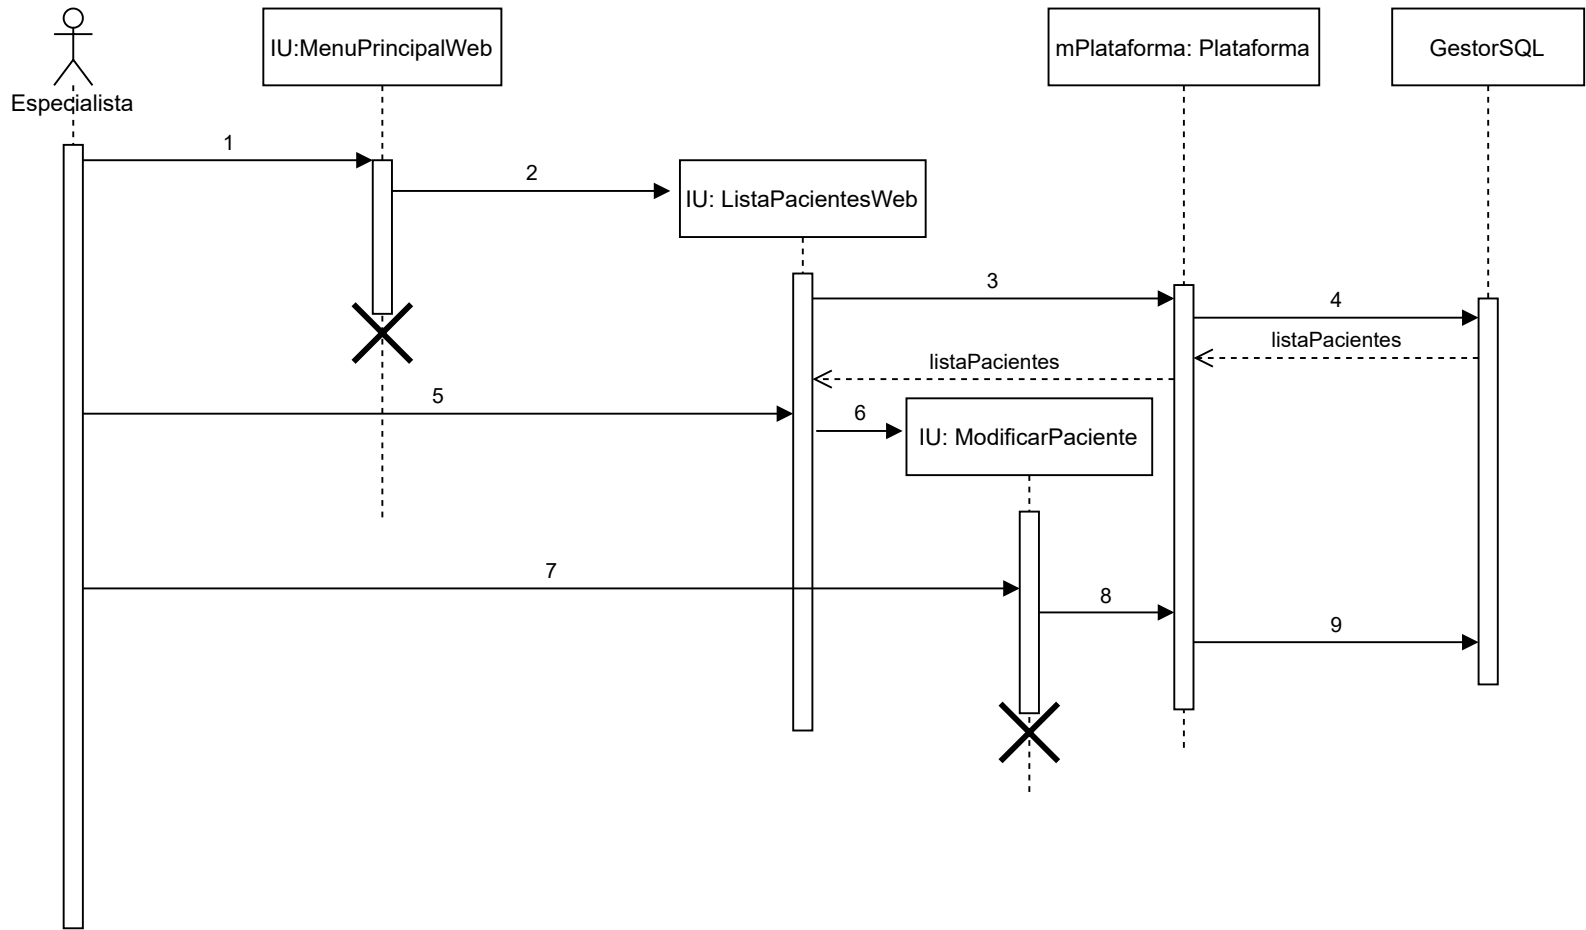 Especialista
IU:MenuPrincipalWeb
mPlataforma: Plataforma
GestorSQL
1
2
IU: ListaPacientesWeb
3
4
listaPacientes
listaPacientes
5
6
IU: ModificarPaciente
7
8
9